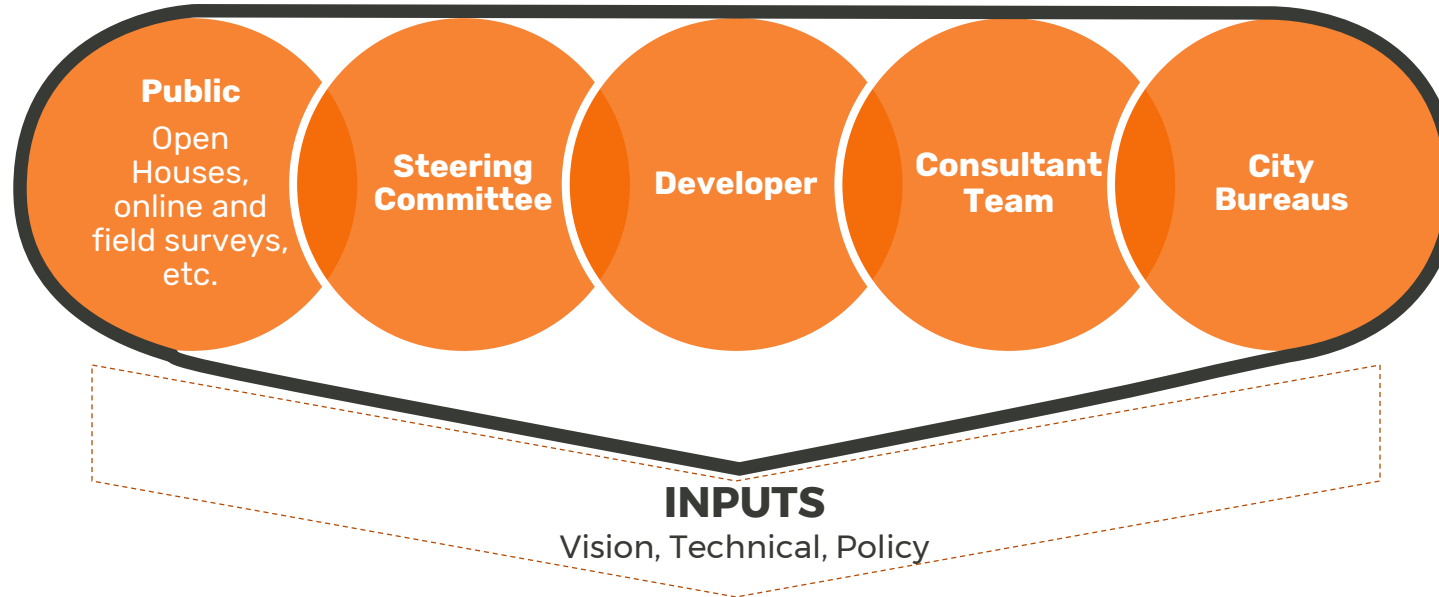 Public
Open
Houses,
online and
field surveys,
etc.
Steering
Committee
Developer
Consultant
Team
City
Bureaus
INPUTS
Vision, Technical, Policy